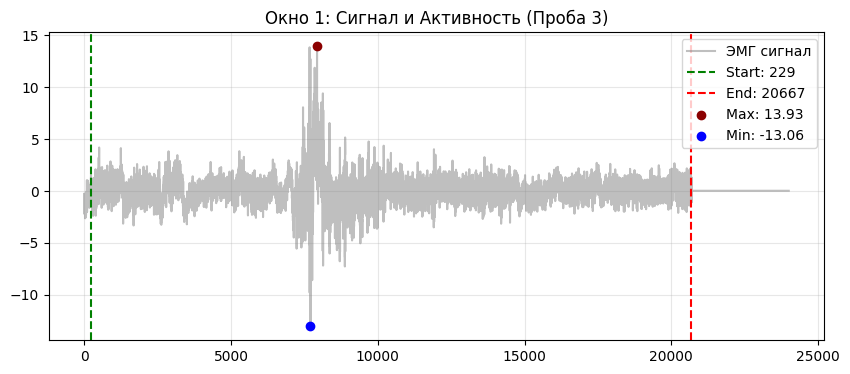 Окно 1: Сигнал и Активность (Проба 3)
15
10
5
0
−5
−10
0
5000
10000
15000
20000
25000
ЭМГ сигнал
Start: 229
End: 20667
Max: 13.93
Min: -13.06